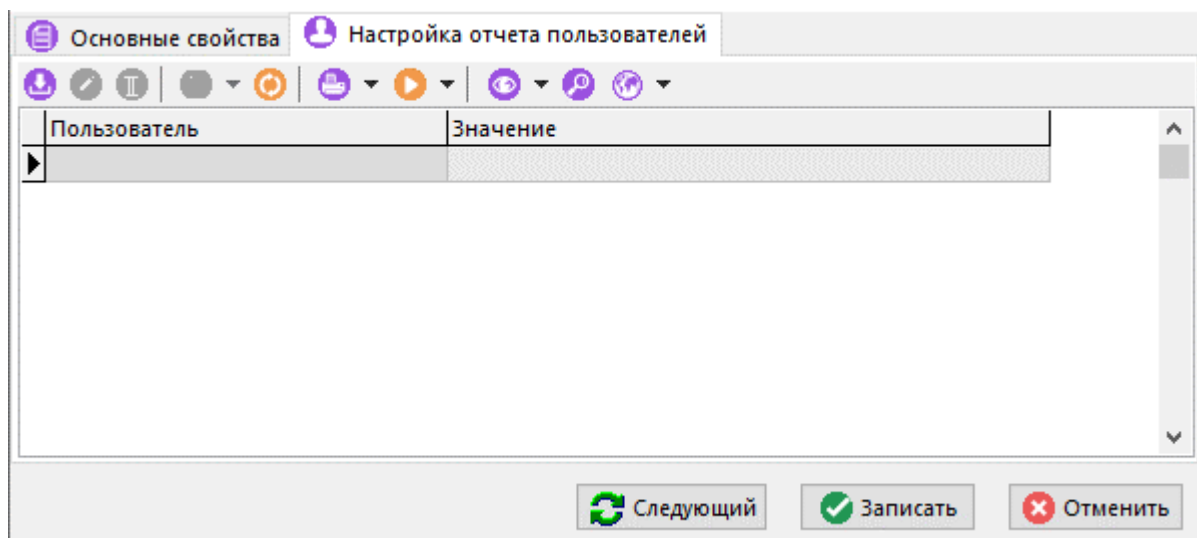 Основные свойства
Настройка отчета пользователей
Пользователь
Значение
Следующий
Записать
Отменить